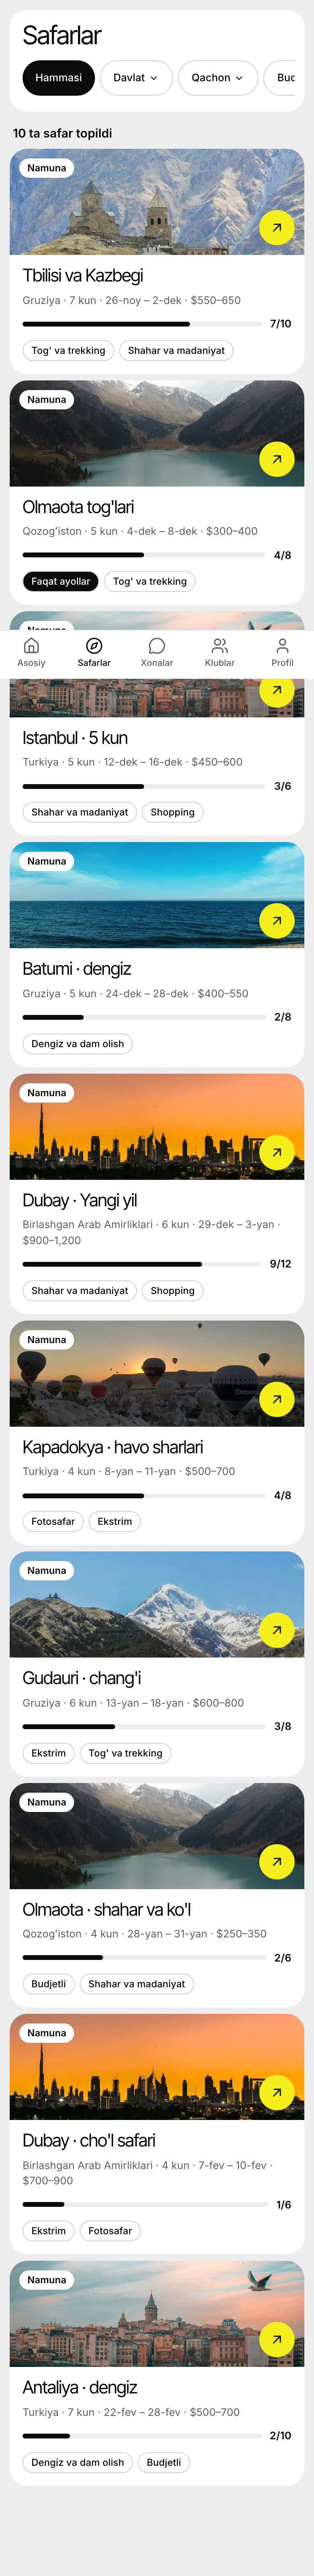 Safarlar
Hammasi Davlat Qachon
10 ta safar topildi
Namuna
Tbilisi va Kazbegi
Gruziya · 7 kun · 26-noy – 2-dek · $550–650
7/10
Tog' va trekking Shahar va madaniyat
Namuna
Olmaota tog'lari
Qozog'iston · 5 kun · 4-dek – 8-dek · $300–400
4/8
Faqat ayollar Tog' va trekking
Asosiy Safarlar Xonalar Klublar Profil
Istanbul · 5 kun
Turkiya · 5 kun · 12-dek – 16-dek · $450–600
3/6
Shahar va madaniyat Shopping
Namuna
Batumi · dengiz
Gruziya · 5 kun · 24-dek – 28-dek · $400–550
2/8
Dengiz va dam olish
Namuna
Dubay · Yangi yil
Birlashgan Arab Amirliklari · 6 kun · 29-dek – 3-yan ·
$900–1,200
9/12
Shahar va madaniyat Shopping
Namuna
Kapadokya · havo sharlari
Turkiya · 4 kun · 8-yan – 11-yan · $500–700
4/8
Fotosafar Ekstrim
Namuna
Gudauri · chang'i
Gruziya · 6 kun · 13-yan – 18-yan · $600–800
3/8
Ekstrim Tog' va trekking
Namuna
Olmaota · shahar va ko'l
Qozog'iston · 4 kun · 28-yan – 31-yan · $250–350
2/6
Budjetli Shahar va madaniyat
Namuna
Dubay · cho'l safari
Birlashgan Arab Amirliklari · 4 kun · 7-fev – 10-fev ·
$700–900
1/6
Ekstrim Fotosafar
Namuna
Antaliya · dengiz
Turkiya · 7 kun · 22-fev – 28-fev · $500–700
2/10
Dengiz va dam olish Budjetli